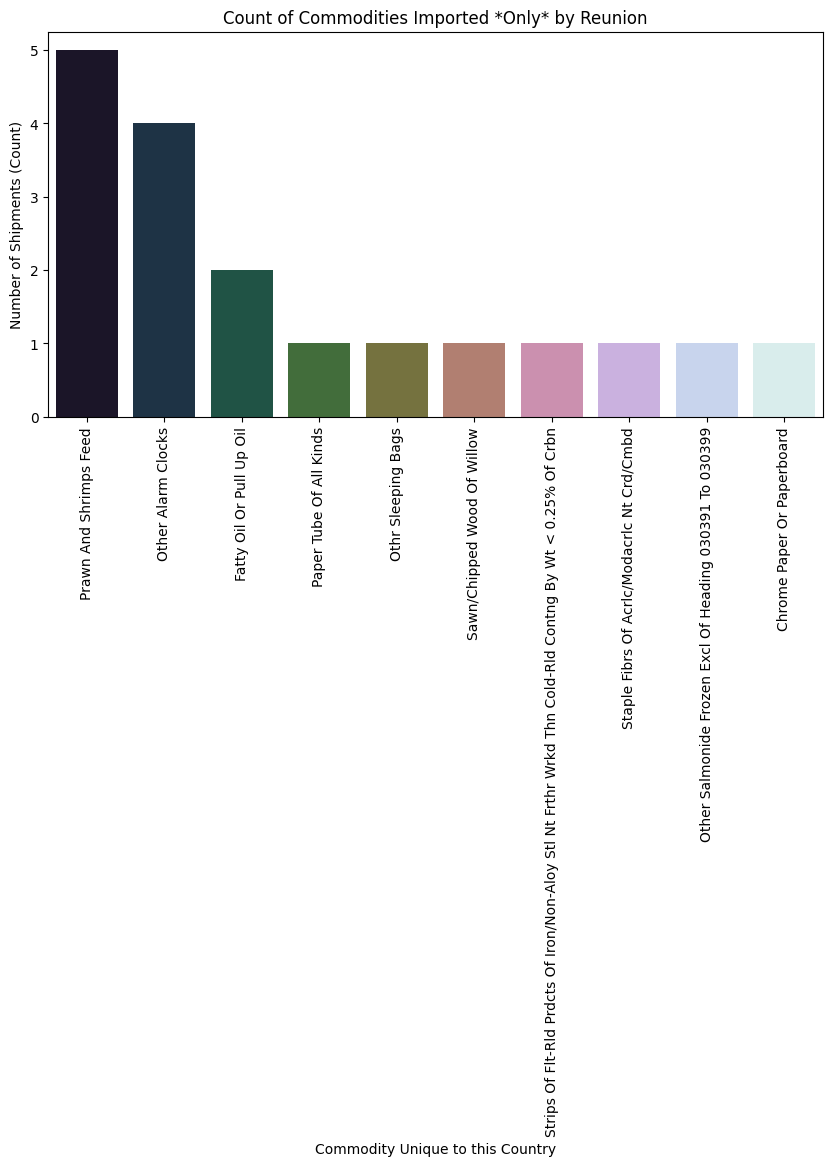 Count of Commodities Imported *Only* by Reunion
Number of Shipments (Count)
5
4
3
2
1
0
Prawn And Shrimps Feed
Other Alarm Clocks
Fatty Oil Or Pull Up Oil
Paper Tube Of All Kinds
Othr Sleeping Bags
Sawn/Chipped Wood Of Willow
Strips Of Flt-Rld Prdcts Of Iron/Non-Aloy Stl Nt Frthr Wrkd Thn Cold-Rld Contng By Wt < 0.25% Of Crbn
Staple Fibrs Of Acrlc/Modacrlc Nt Crd/Cmbd
Other Salmonide Frozen Excl Of Heading 030391 To 030399
Chrome Paper Or Paperboard
Commodity Unique to this Country